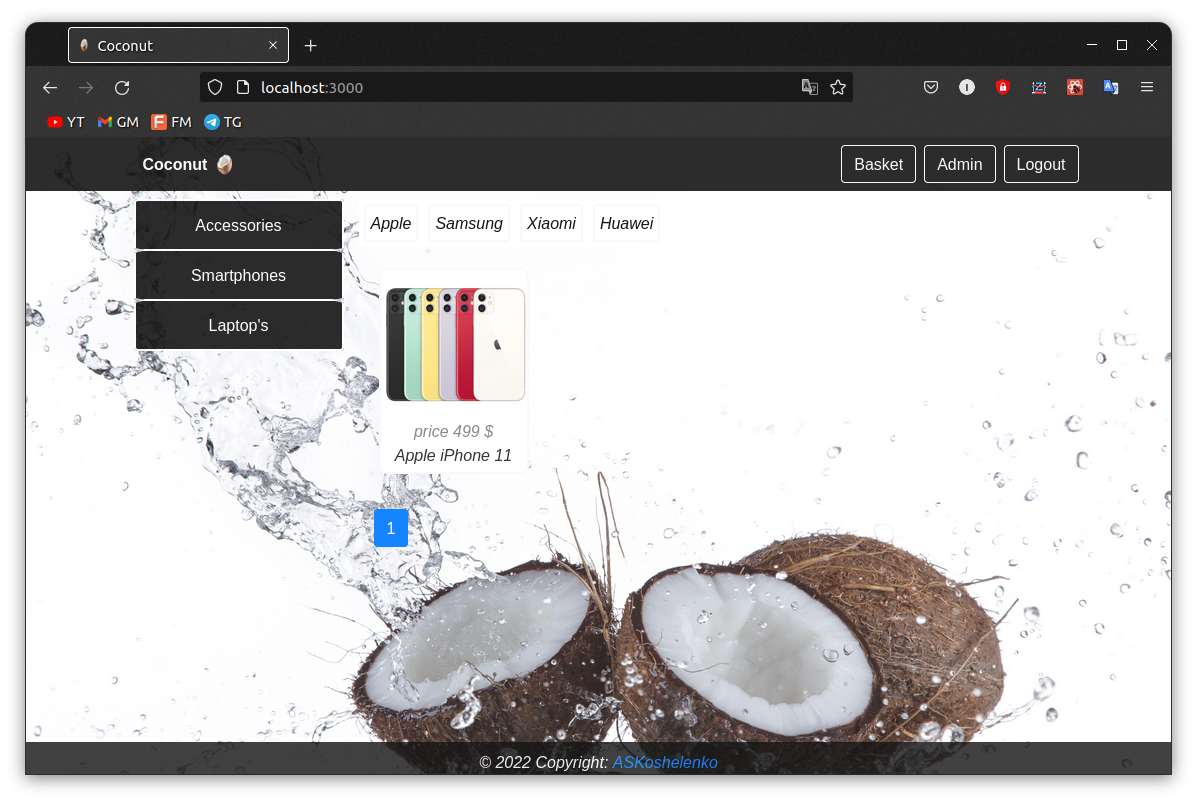 Coconut
localhost:3000
YT GM FM TG
Coconut Basket Admin Logout
Accessories
Smartphones
Laptop's
Apple Samsung Xiaomi Huawei
price 499 $
Apple iPhone 11
1
© 2022 Copyright: ASKoshelenko